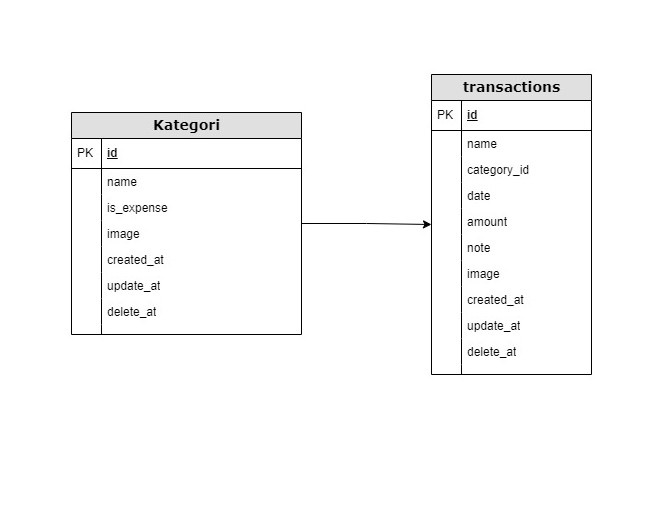 Kategori
PK id
name
is_expense
image
created_at
update_at
delete_at
transactions
PK id
name
category_id
date
amount
note
image
created_at
update_at
delete_at